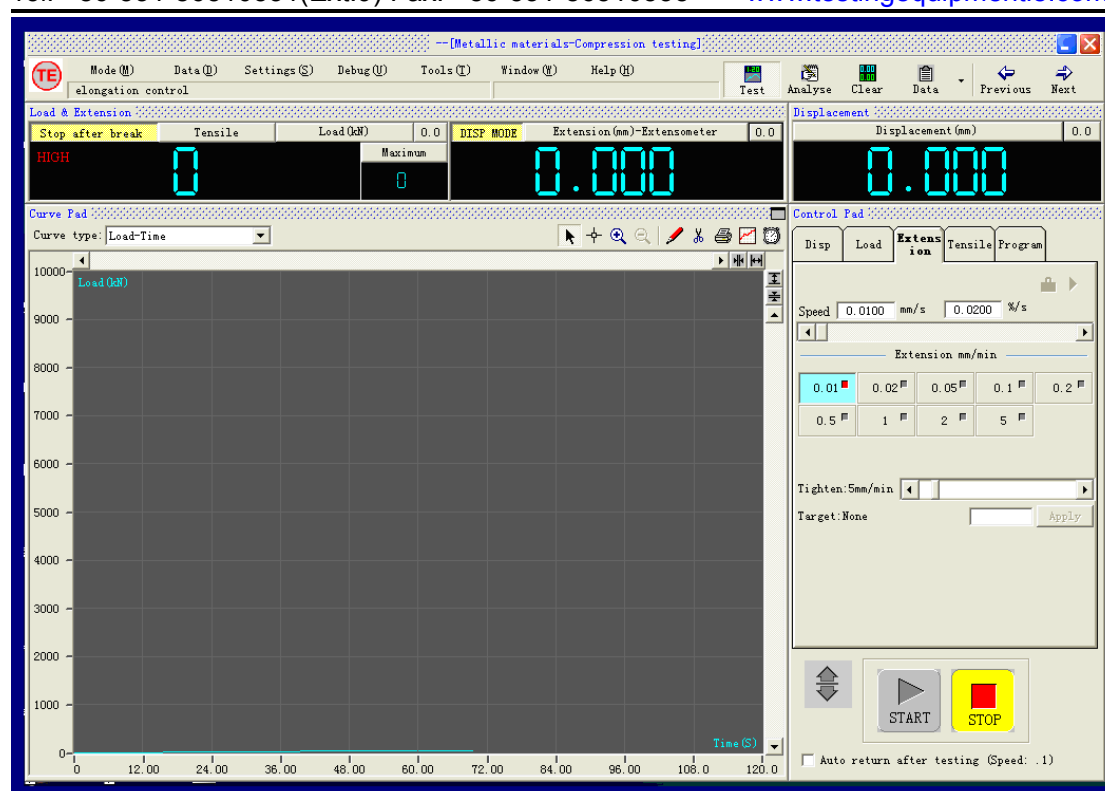 www.testingequipmentie.com
--[Metallic materials-Compression testing]
TE Mode(M) Data(D) Settings(S) Debug(U) Tools(T) Window(W) Help(H)
elongation control
Test Analyse Clear Data Previous Next
Load & Extension
Displacement
Stop after break Tensile Load(kN) 0.0 DISP MODE Extension(mm)-Extensometer 0.0 Displacement(mm) 0.0
HIGH 0 Maximum 0 0.000 0.000
Curve Pad
Control Pad
Curve type: Load-Time
Disp Load Extension Tensile Program
Load(kN)
10000
9000
8000
7000
6000
5000
4000
3000
2000
1000
0
Time(S)
0 12.00 24.00 36.00 48.00 60.00 72.00 84.00 96.00 108.0 120.0
Speed 0.0100 mm/s 0.0200 %/s
Extension mm/min
0.01 0.02 0.05 0.1 0.2
0.5 1 2 5
Tighten:5mm/min
Target:None Apply
START STOP
Auto return after testing (Speed: .1)